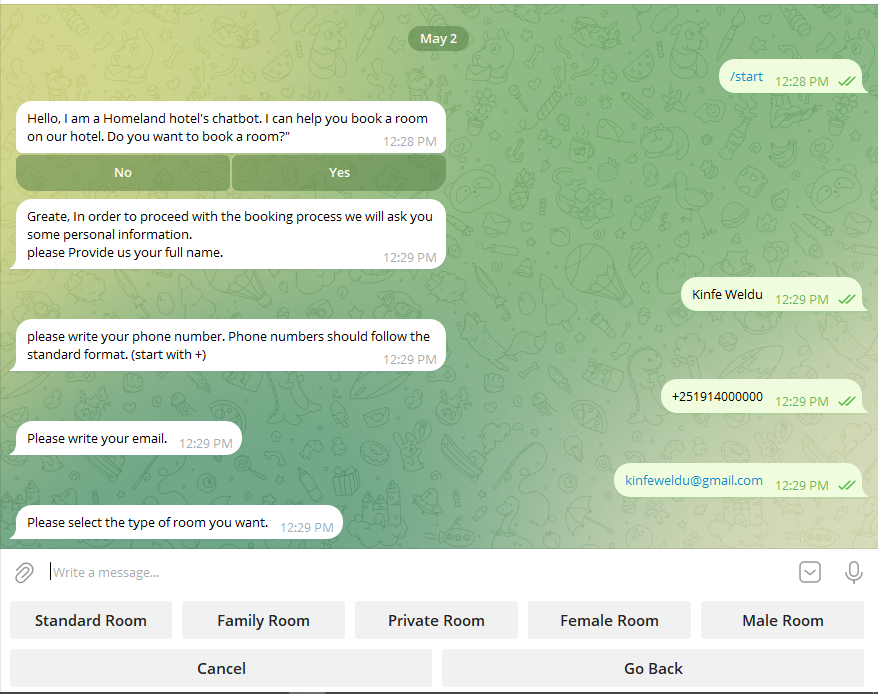 May 2
/start 12:28 PM
Hello, I am a Homeland hotel's chatbot. I can help you book a room
on our hotel. Do you want to book a room?"
12:28 PM
No Yes
Greate, In order to proceed with the booking process we will ask you
some personal information.
please Provide us your full name.
12:29 PM
Kinfe Weldu 12:29 PM
please write your phone number. Phone numbers should follow the
standard format. (start with +)
12:29 PM
+251914000000 12:29 PM
Please write your email. 12:29 PM
kinfeweldu@gmail.com 12:29 PM
Please select the type of room you want. 12:29 PM
Write a message...
Standard Room Family Room Private Room Female Room Male Room
Cancel Go Back